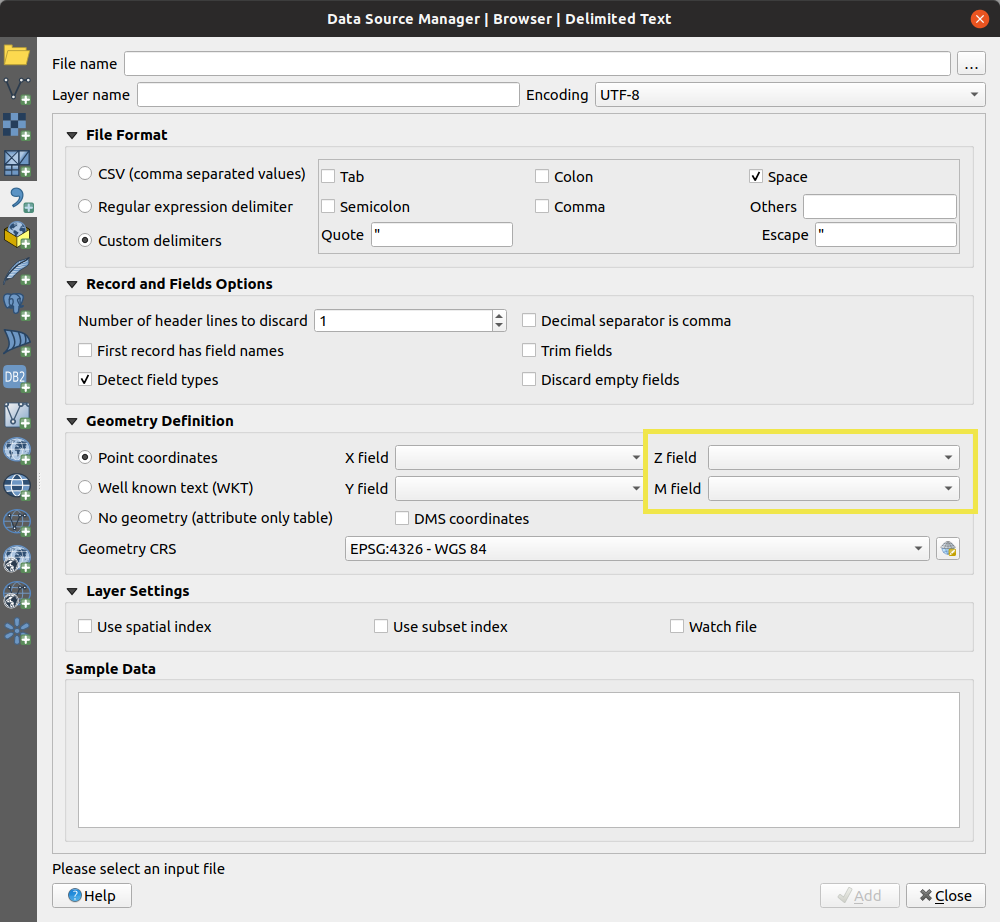 Data Source Manager | Browser | Delimited Text
File name
...
Layer name
Encoding
UTF-8
File Format
CSV (comma separated values)
Tab
Colon
Space
Regular expression delimiter
Semicolon
Comma
Others
Custom delimiters
Quote
"
Escape
"
Record and Fields Options
Number of header lines to discard
1
Decimal separator is comma
First record has field names
Trim fields
Detect field types
Discard empty fields
Geometry Definition
Point coordinates
X field
Z field
Well known text (WKT)
Y field
M field
No geometry (attribute only table)
DMS coordinates
Geometry CRS
EPSG:4326 - WGS 84
Layer Settings
Use spatial index
Use subset index
Watch file
Sample Data
Please select an input file
Help
Add
Close
DB2